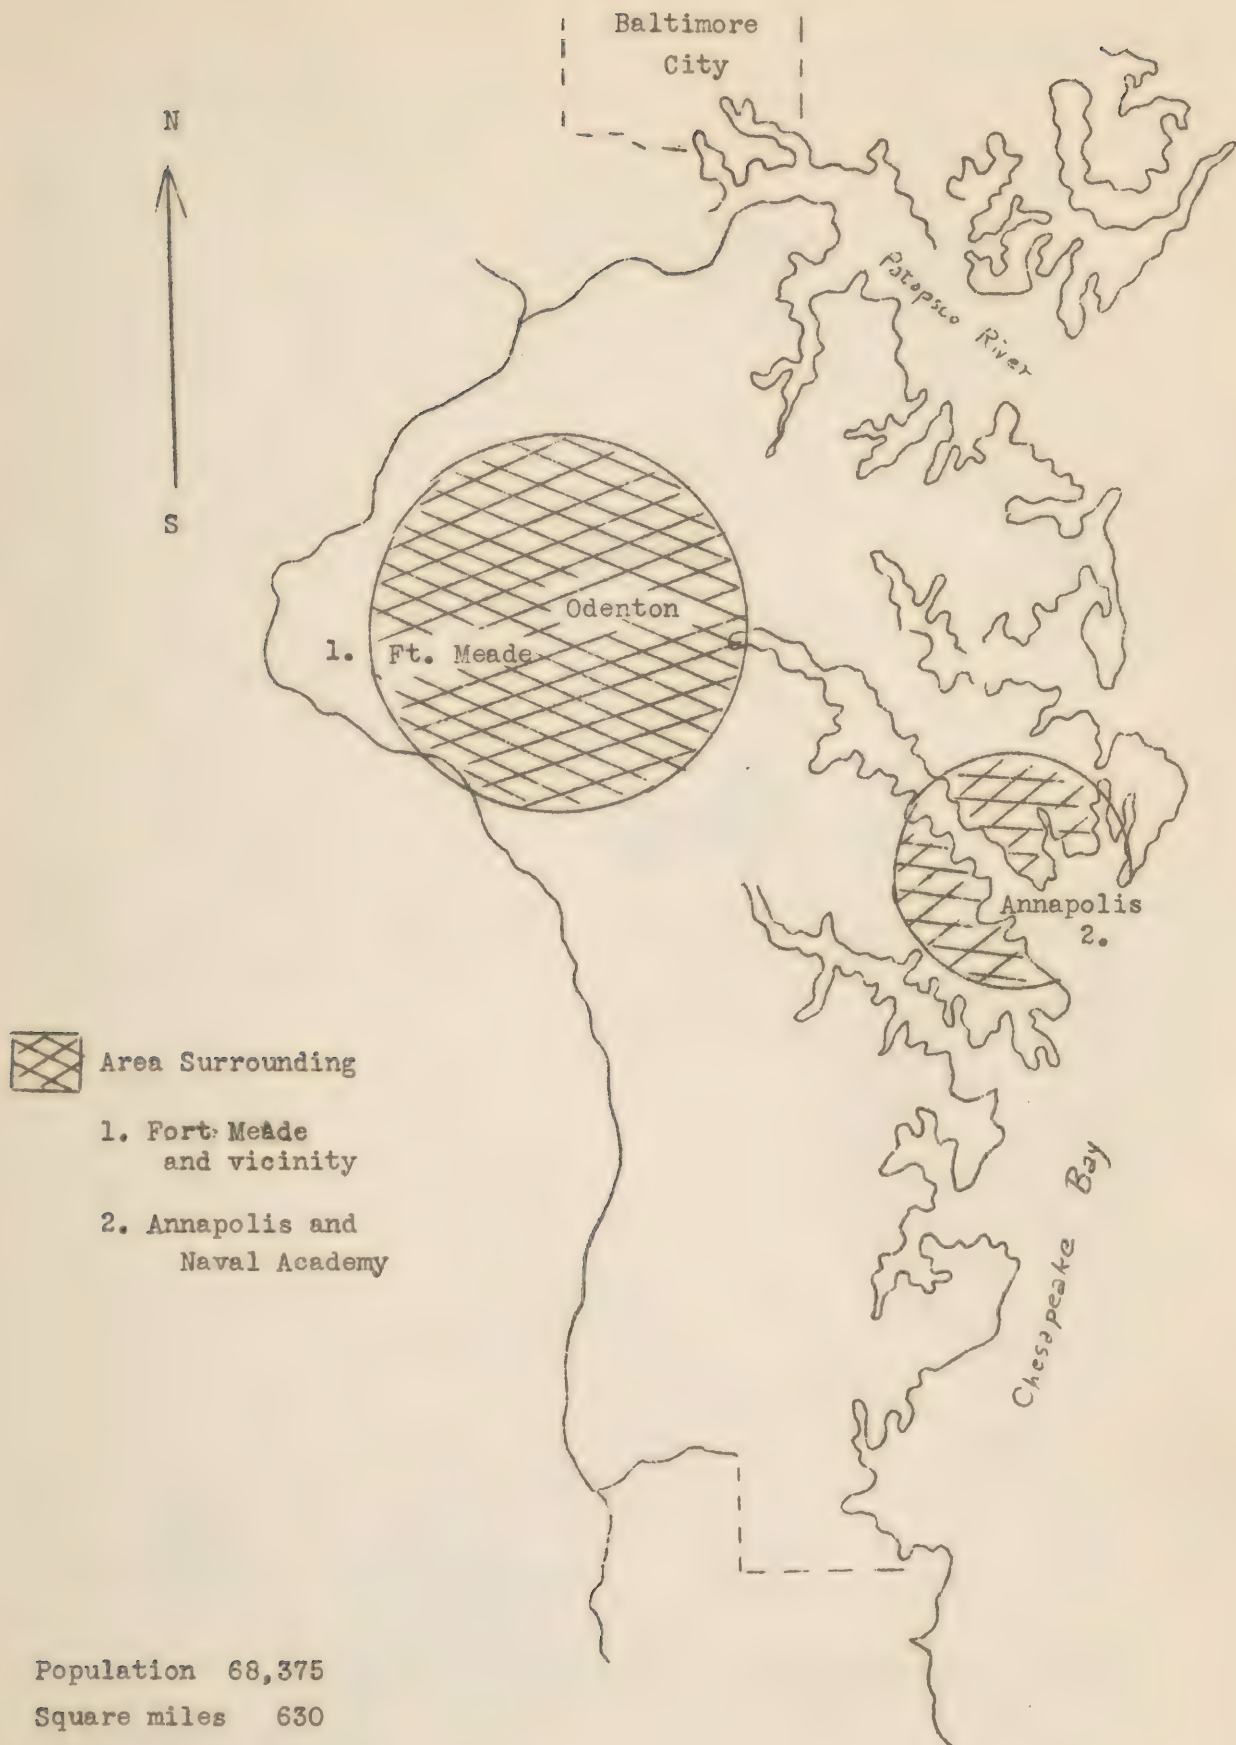 Baltimore
City
N
S
Patapsco River
Odenton
1. Ft. Meade
Annapolis
2.
Area Surrounding
1. Fort Meade
and vicinity
2. Annapolis and
Naval Academy
Chesapeake Bay
Population 68,375
Square miles 630